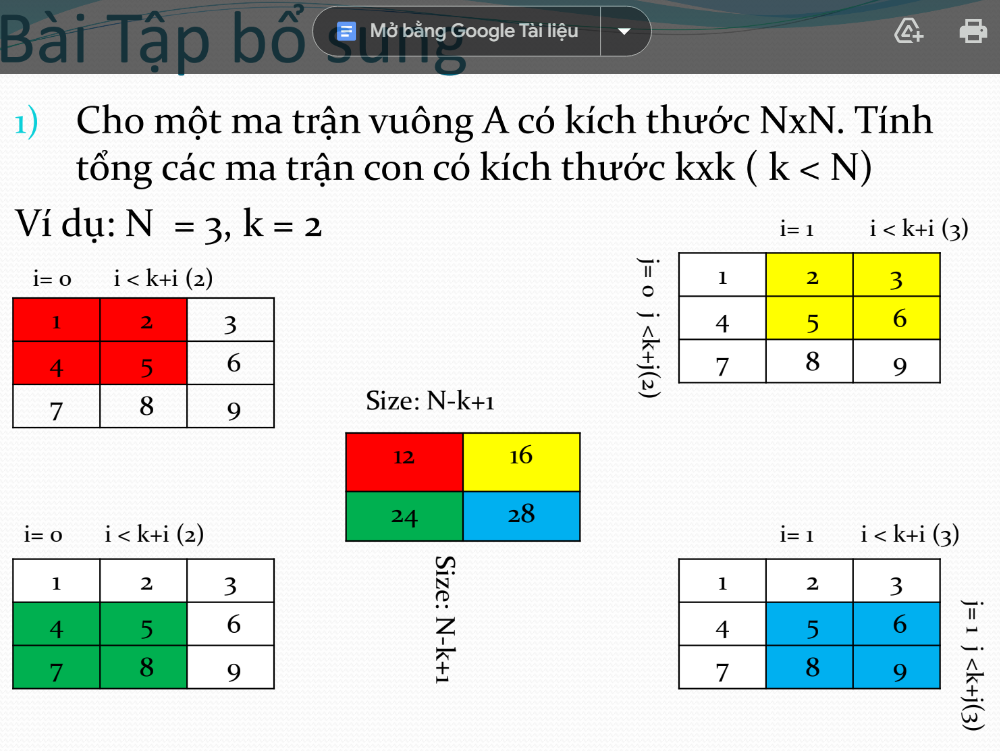 Bài Tập bổ sung
Mở bằng Google Tài liệu
1) Cho một ma trận vuông A có kích thước NxN. Tính
tổng các ma trận con có kích thước kxk ( k < N)
Ví dụ: N = 3, k = 2
i= 0 i < k+i (2)
1 2 3
4 5 6
7 8 9
i= 1 i < k+i (3)
j= 0 j <k+j(2)
1 2 3
4 5 6
7 8 9
Size: N-k+1
12 16
24 28
Size: N-k+1
i= 0 i < k+i (2)
1 2 3
4 5 6
7 8 9
i= 1 i < k+i (3)
1 2 3
4 5 6
7 8 9
j= 1 j <k+j(3)